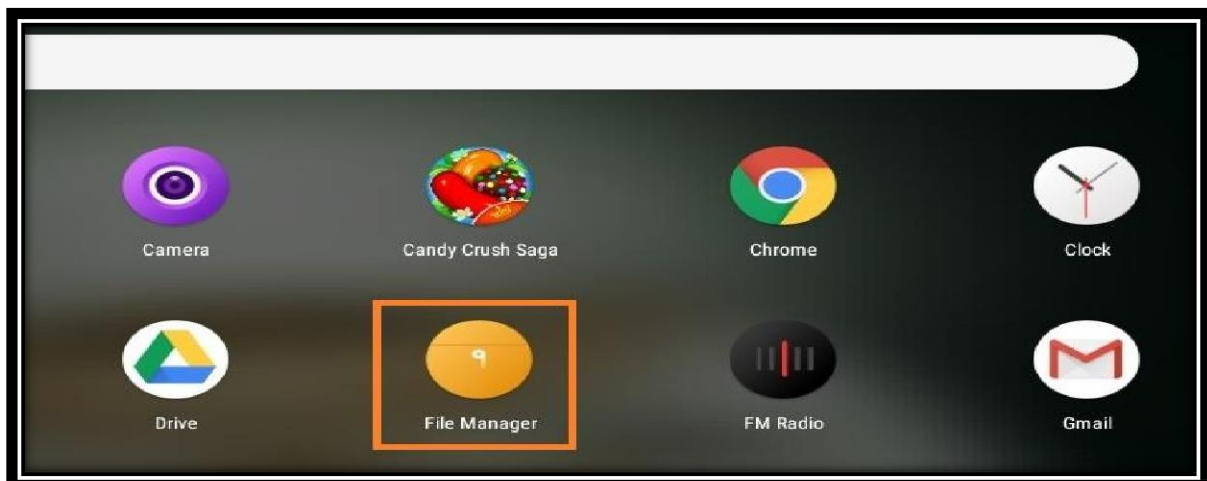 Camera
Candy Crush Saga
Chrome
Clock
Drive
File Manager
FM Radio
Gmail